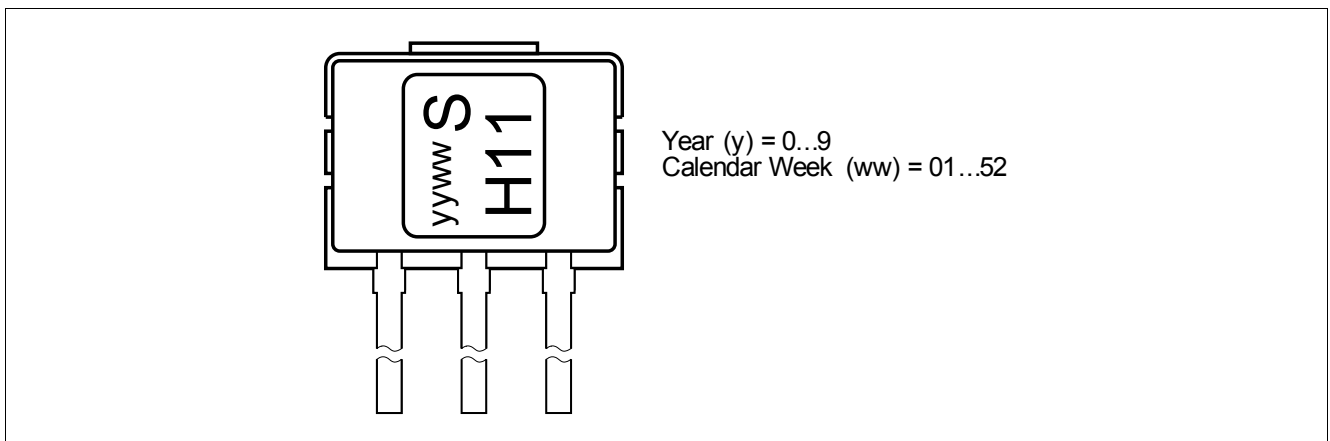 yyww S
H11
Year (y) = 0...9
Calendar Week (ww) = 01...52